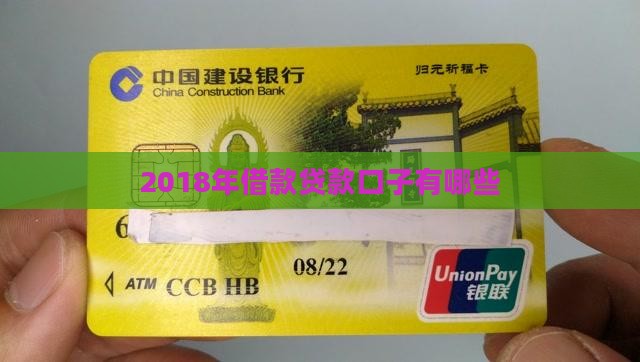 中国建设银行
China Construction Bank
归元祈福卡
2018年借款贷款口子有哪些
6
08/22
ATM CCB HB
UnionPay
银联